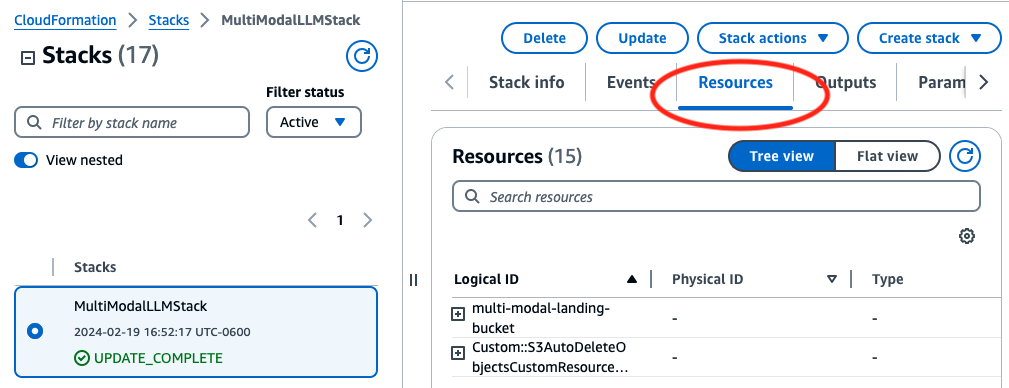 CloudFormation > Stacks > MultiModalLLMStack
Stacks (17)
Filter status
Filter by stack name
Active
View nested
1
Stacks
MultiModalLLMStack
2024-02-19 16:52:17 UTC-0600
UPDATE_COMPLETE
Delete
Update
Stack actions
Create stack
Stack info
Events
Resources
Outputs
Param
Resources (15)
Tree view
Flat view
Search resources
Logical ID
Physical ID
Type
multi-modal-landing-
bucket
-
-
Custom::S3AutoDeleteO
bjectsCustomResource...
-
-